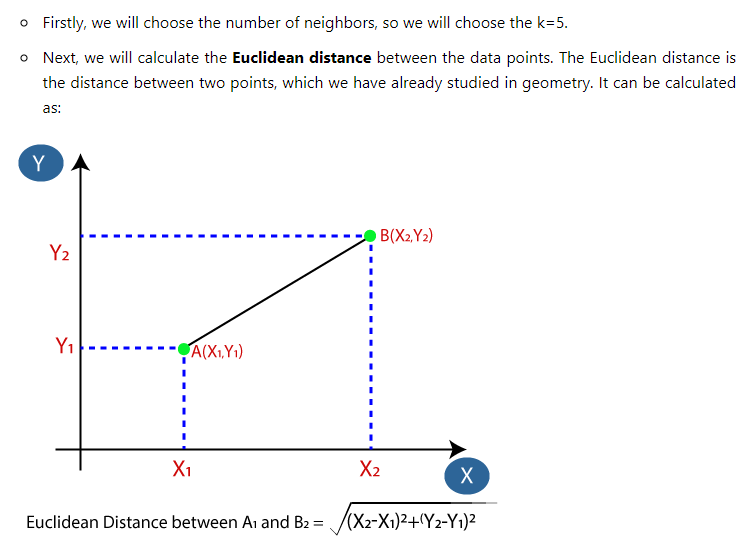 Firstly, we will choose the number of neighbors, so we will choose the k=5.
Next, we will calculate the Euclidean distance between the data points. The Euclidean distance is
the distance between two points, which we have already studied in geometry. It can be calculated
as:
Y
Y₂
B(X₂,Y₂)
Y₁
A(X₁,Y₁)
X₁
X₂
X
Euclidean Distance between A₁ and B₂ = √(X₂-X₁)²+(Y₂-Y₁)²